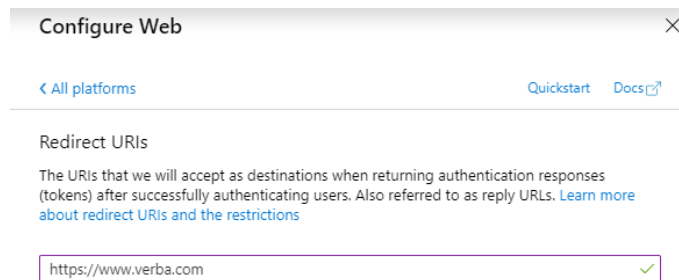 Configure Web
All platforms Quickstart Docs
Redirect URIs
The URIs that we will accept as destinations when returning authentication responses
(tokens) after successfully authenticating users. Also referred to as reply URLs. Learn more
about redirect URIs and the restrictions
https://www.verba.com